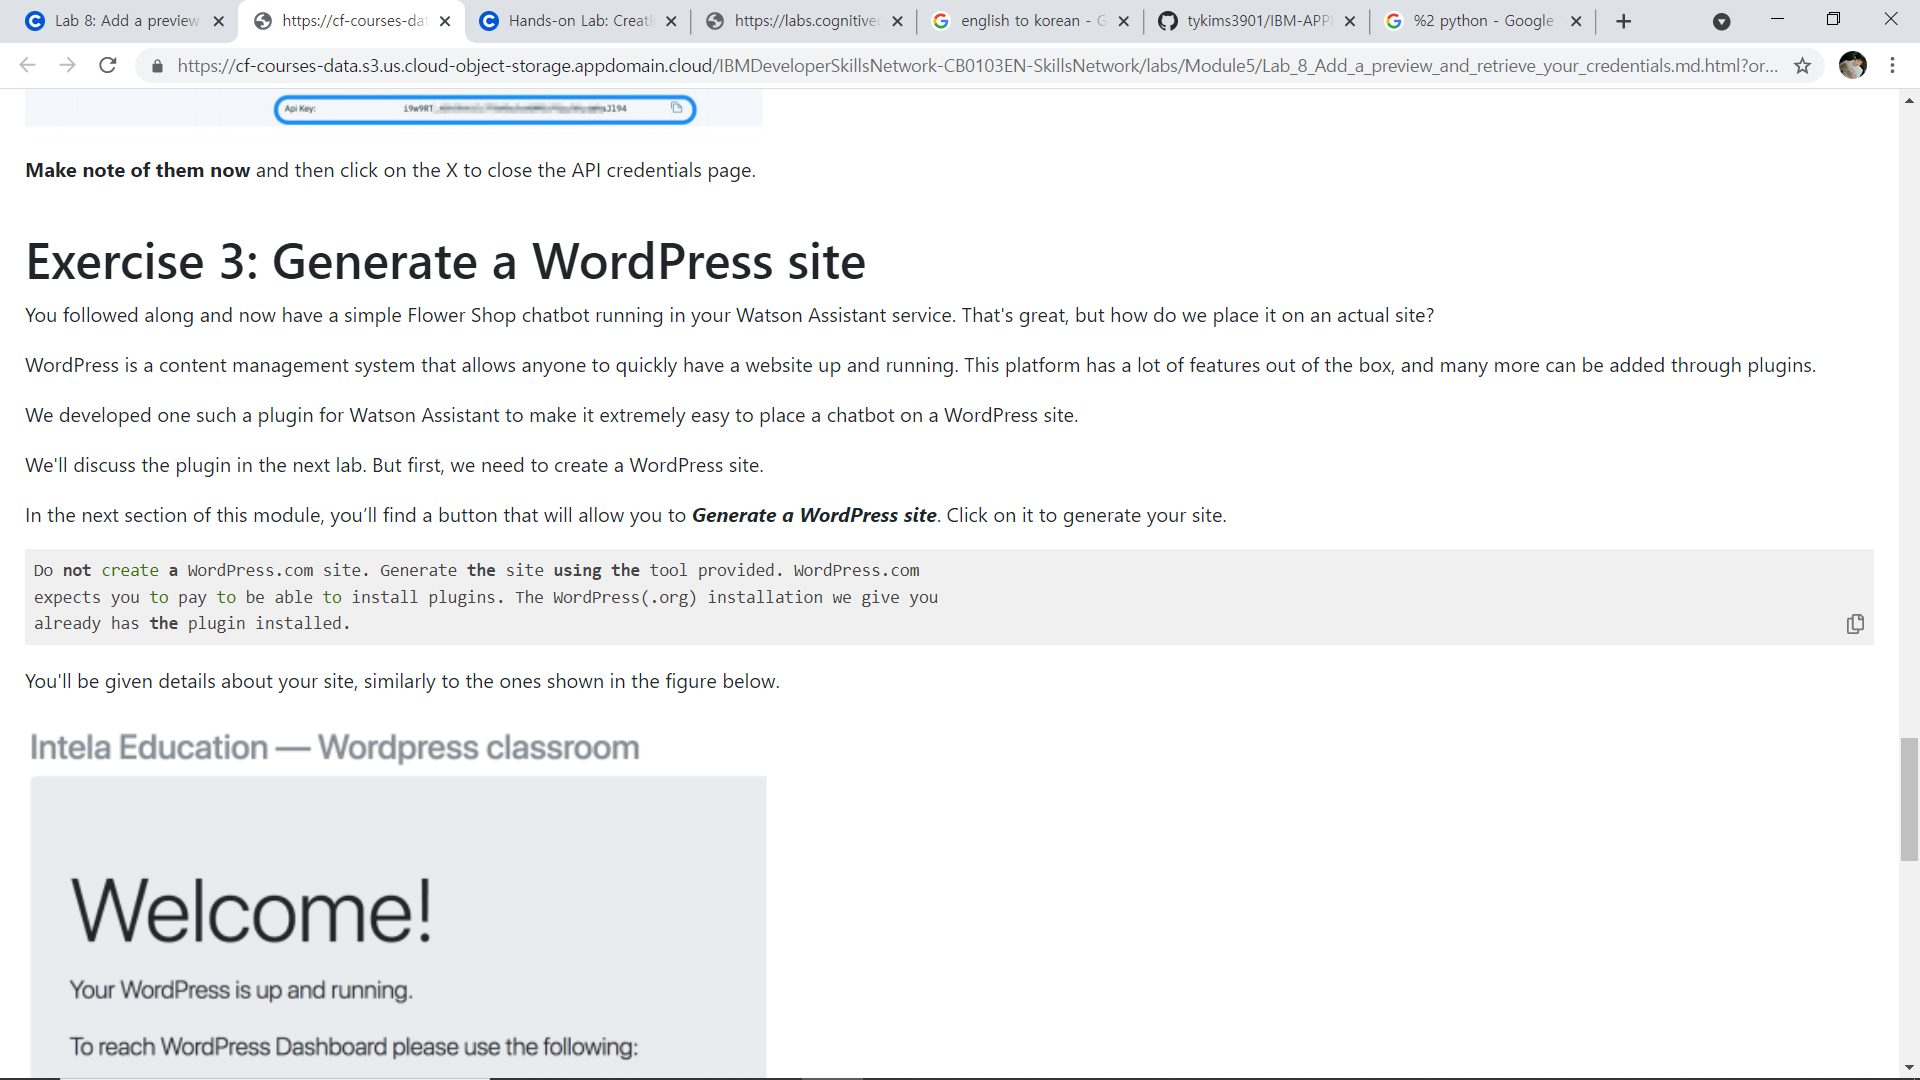 Lab 8: Add a preview
https://cf-courses-dat
Hands-on Lab: Creati
https://labs.cognitivec
english to korean - G
tykims3901/IBM-APPI
%2 python - Google
https://cf-courses-data.s3.us.cloud-object-storage.appdomain.cloud/IBMDeveloperSkillsNetwork-CB0103EN-SkillsNetwork/labs/Module5/Lab_8_Add_a_preview_and_retrieve_your_credentials.md.html?or...
Api Key:
Make note of them now and then click on the X to close the API credentials page.
Exercise 3: Generate a WordPress site
You followed along and now have a simple Flower Shop chatbot running in your Watson Assistant service. That's great, but how do we place it on an actual site?
WordPress is a content management system that allows anyone to quickly have a website up and running. This platform has a lot of features out of the box, and many more can be added through plugins.
We developed one such a plugin for Watson Assistant to make it extremely easy to place a chatbot on a WordPress site.
We'll discuss the plugin in the next lab. But first, we need to create a WordPress site.
In the next section of this module, you’ll find a button that will allow you to Generate a WordPress site. Click on it to generate your site.
Do not create a WordPress.com site. Generate the site using the tool provided. WordPress.com
expects you to pay to be able to install plugins. The WordPress(.org) installation we give you
already has the plugin installed.
You'll be given details about your site, similarly to the ones shown in the figure below.
Intela Education — Wordpress classroom
Welcome!
Your WordPress is up and running.
To reach WordPress Dashboard please use the following: